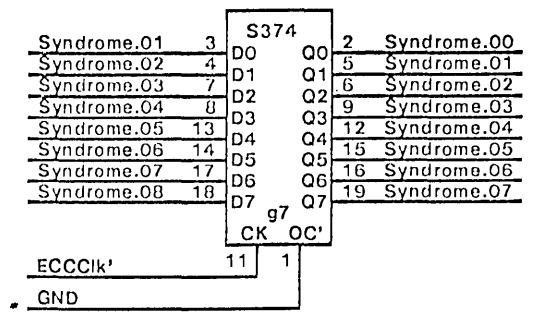 S374
Syndrome.01 3 D0 Q0 2 Syndrome.00
Syndrome.02 4 D1 Q1 5 Syndrome.01
Syndrome.03 7 D2 Q2 6 Syndrome.02
Syndrome.04 8 D3 Q3 9 Syndrome.03
Syndrome.05 13 D4 Q4 12 Syndrome.04
Syndrome.06 14 D5 Q5 15 Syndrome.05
Syndrome.07 17 D6 Q6 16 Syndrome.06
Syndrome.08 18 D7 Q7 19 Syndrome.07
g7
CK OC'
11 1
ECCClk'
* GND